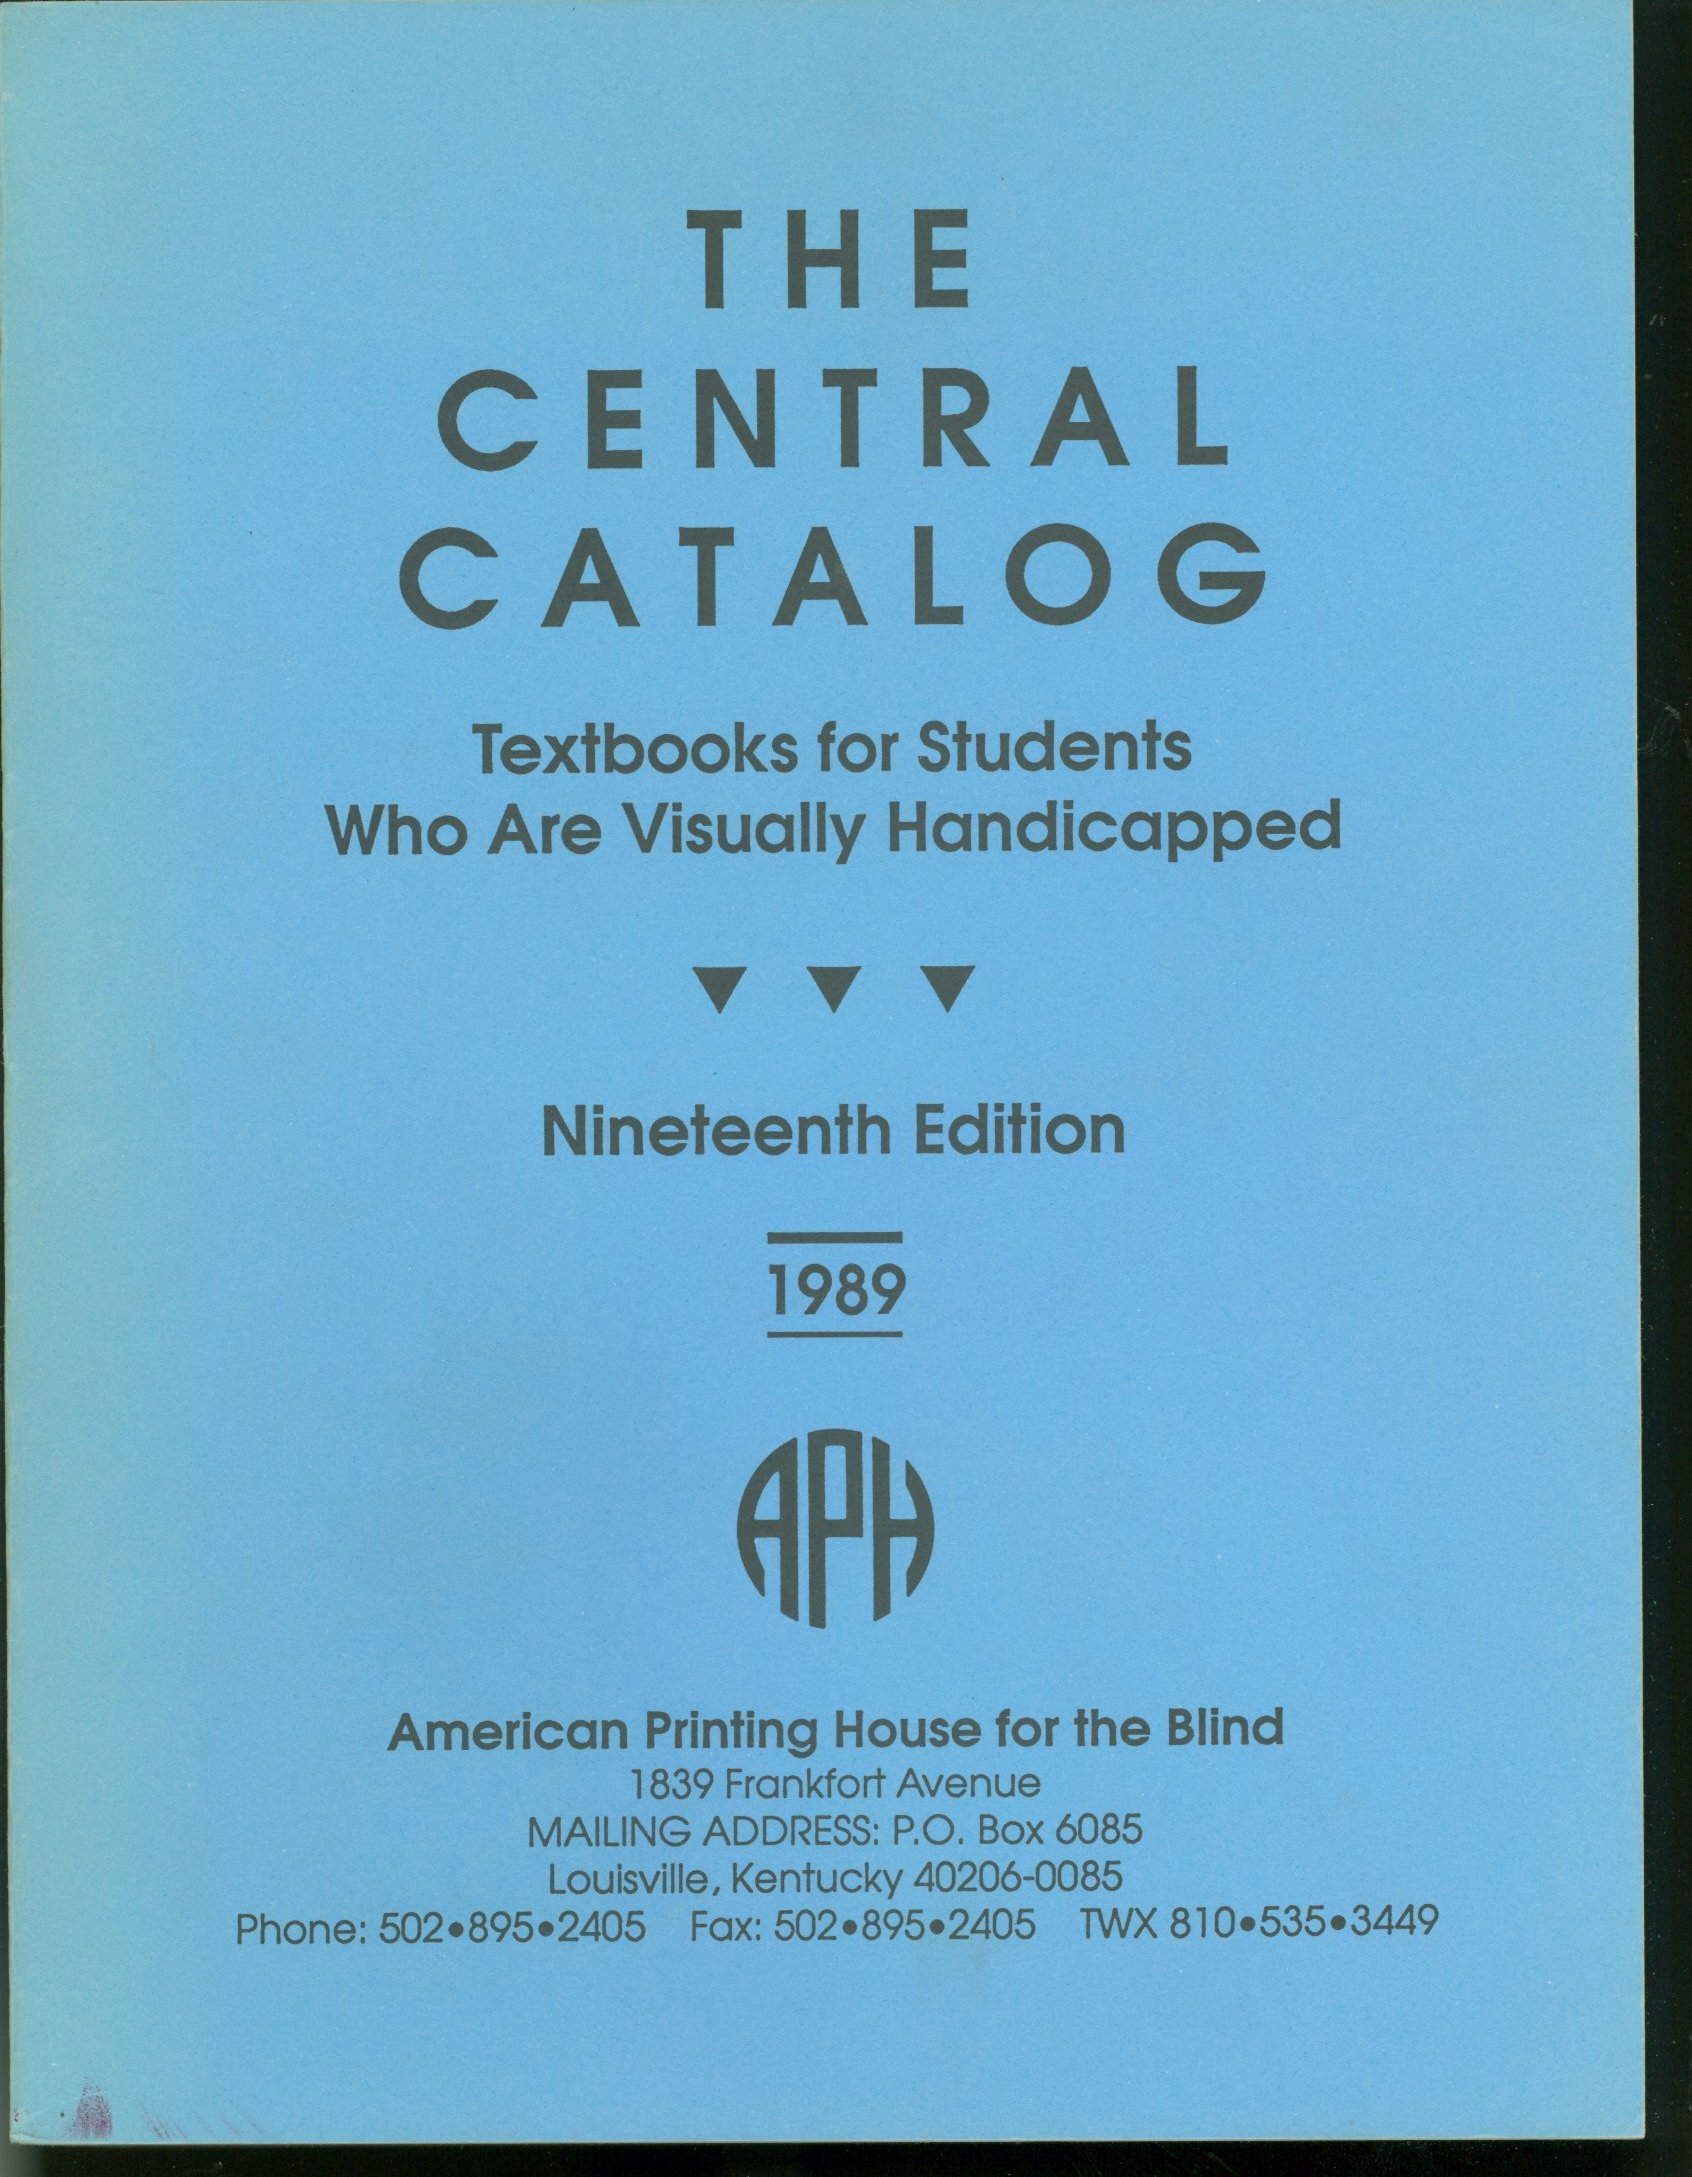 THE
CENTRAL
CATALOG
Textbooks for Students
Who Are Visually Handicapped
Nineteenth Edition
1989
APH
American Printing House for the Blind
1839 Frankfort Avenue
MAILING ADDRESS: P.O. Box 6085
Louisville, Kentucky 40206-0085
Phone: 502•895•2405 Fax: 502•895•2405 TWX 810•535•3449